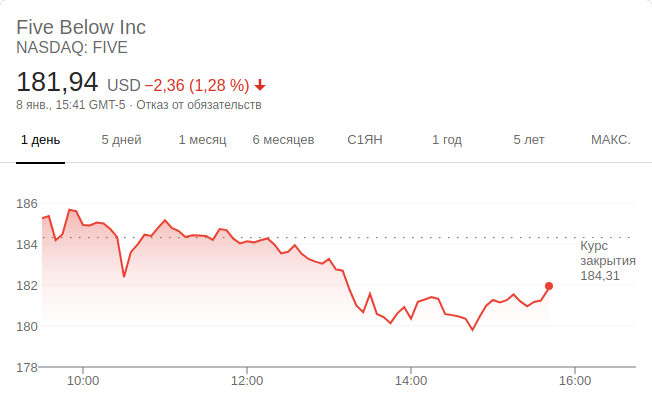 Five Below Inc
NASDAQ: FIVE
181,94 USD −2,36 (1,28 %)
8 янв., 15:41 GMT-5 · Отказ от обязательств
1 день 5 дней 1 месяц 6 месяцев С1ЯН 1 год 5 лет МАКС.
186
184
182
180
178
Курс
закрытия
184,31
10:00 12:00 14:00 16:00